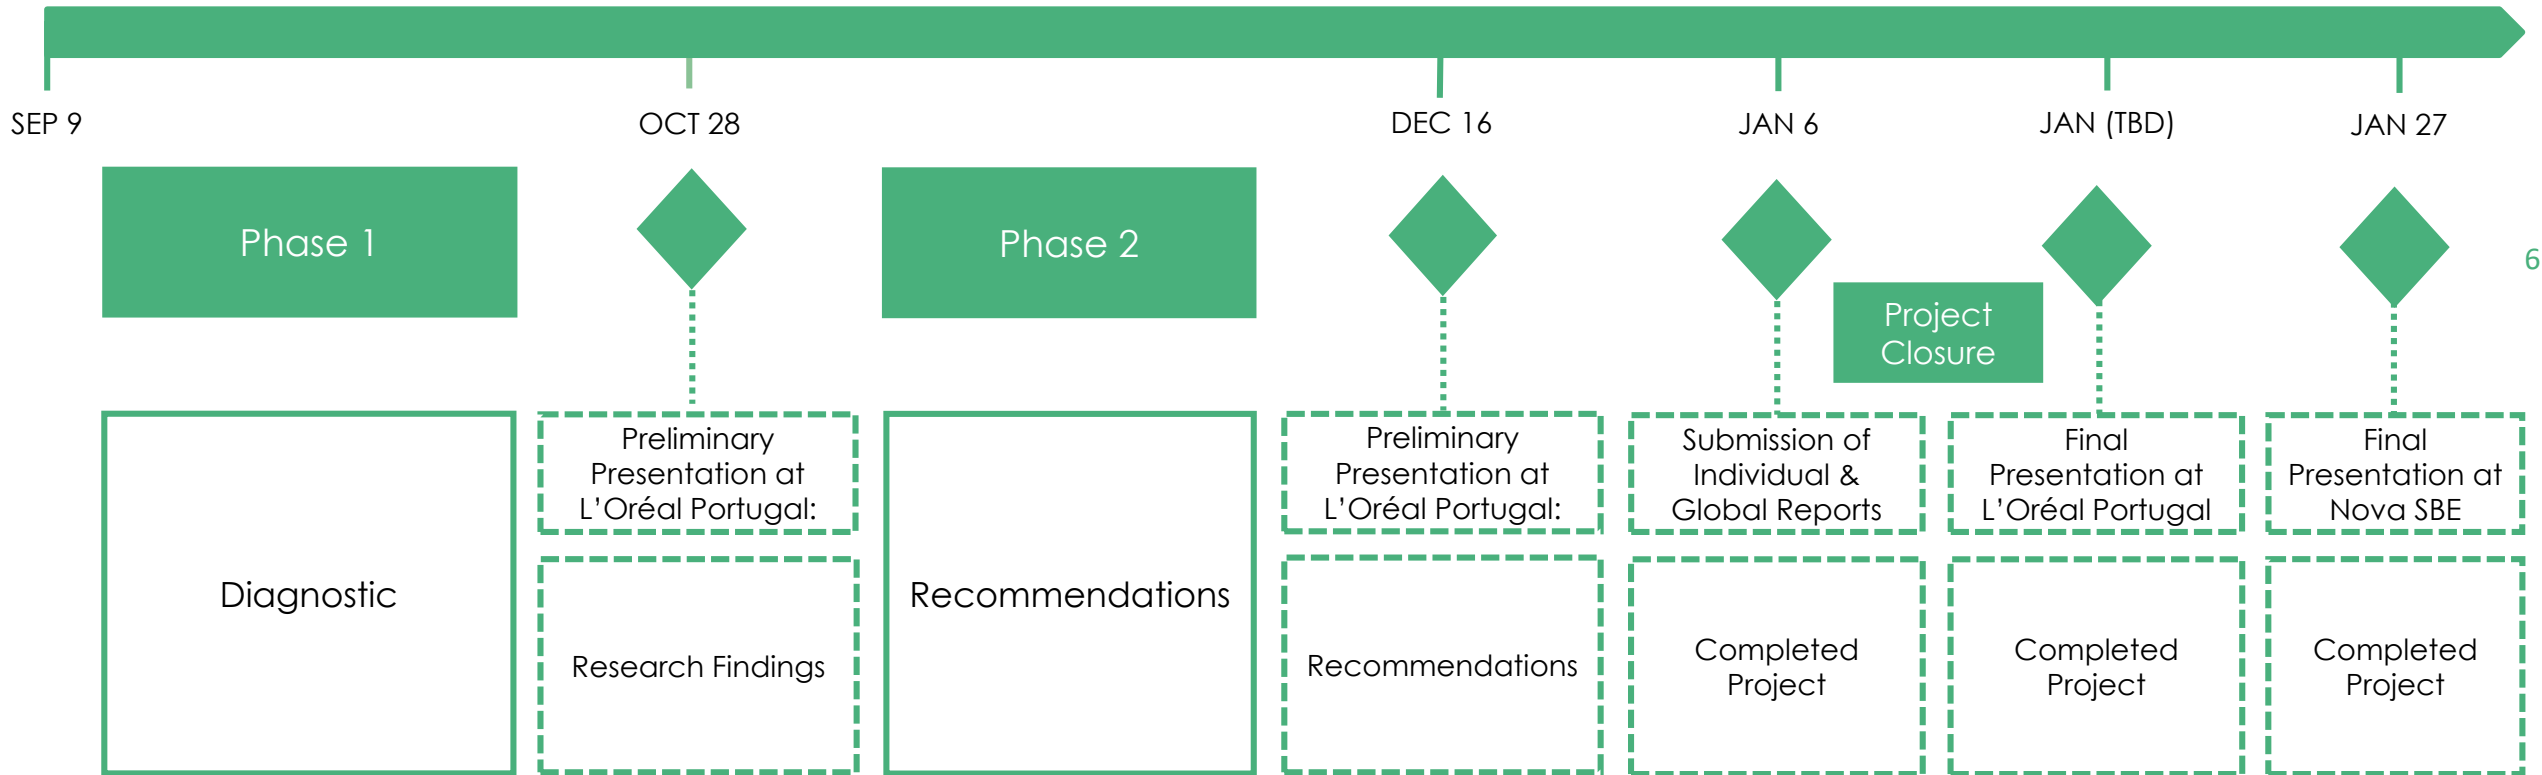 SEP 9
OCT 28
DEC 16
JAN 6
JAN (TBD)
JAN 27
Phase 1
Phase 2
6
Project
Closure
Diagnostic
Preliminary
Presentation at
L’Oréal Portugal:
Research Findings
Recommendations
Preliminary
Presentation at
L’Oréal Portugal:
Recommendations
Submission of
Individual &
Global Reports
Completed
Project
Final
Presentation at
L’Oréal Portugal
Completed
Project
Final
Presentation at
Nova SBE
Completed
Project